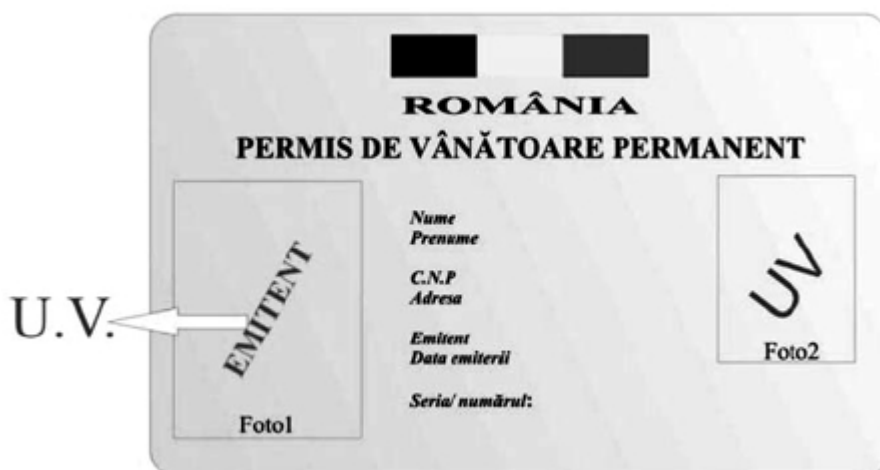 ROMÂNIA
PERMIS DE VÂNĂTOARE PERMANENT
U.V.
EMITENT
Foto1
Nume
Prenume
C.N.P
Adresa
Emitent
Data emiterii
Seria/ numărul:
UV
Foto2